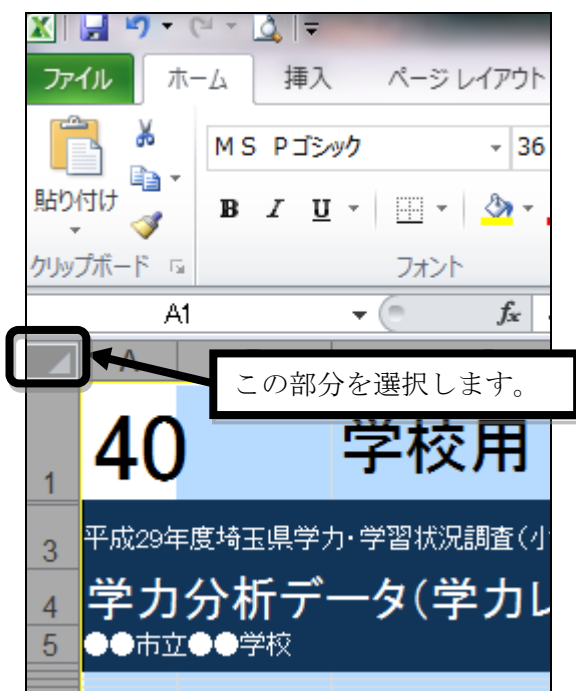 ファイル ホーム 挿入 ページ レイアウト
ＭＳ Ｐゴシック 36
貼り付け B I U
クリップボード フォント
A1 fx
A
この部分を選択します。
1 40 学校用
3 平成29年度埼玉県学力・学習状況調査(小
4 学力分析データ(学力レ
5 ●●市立●●学校